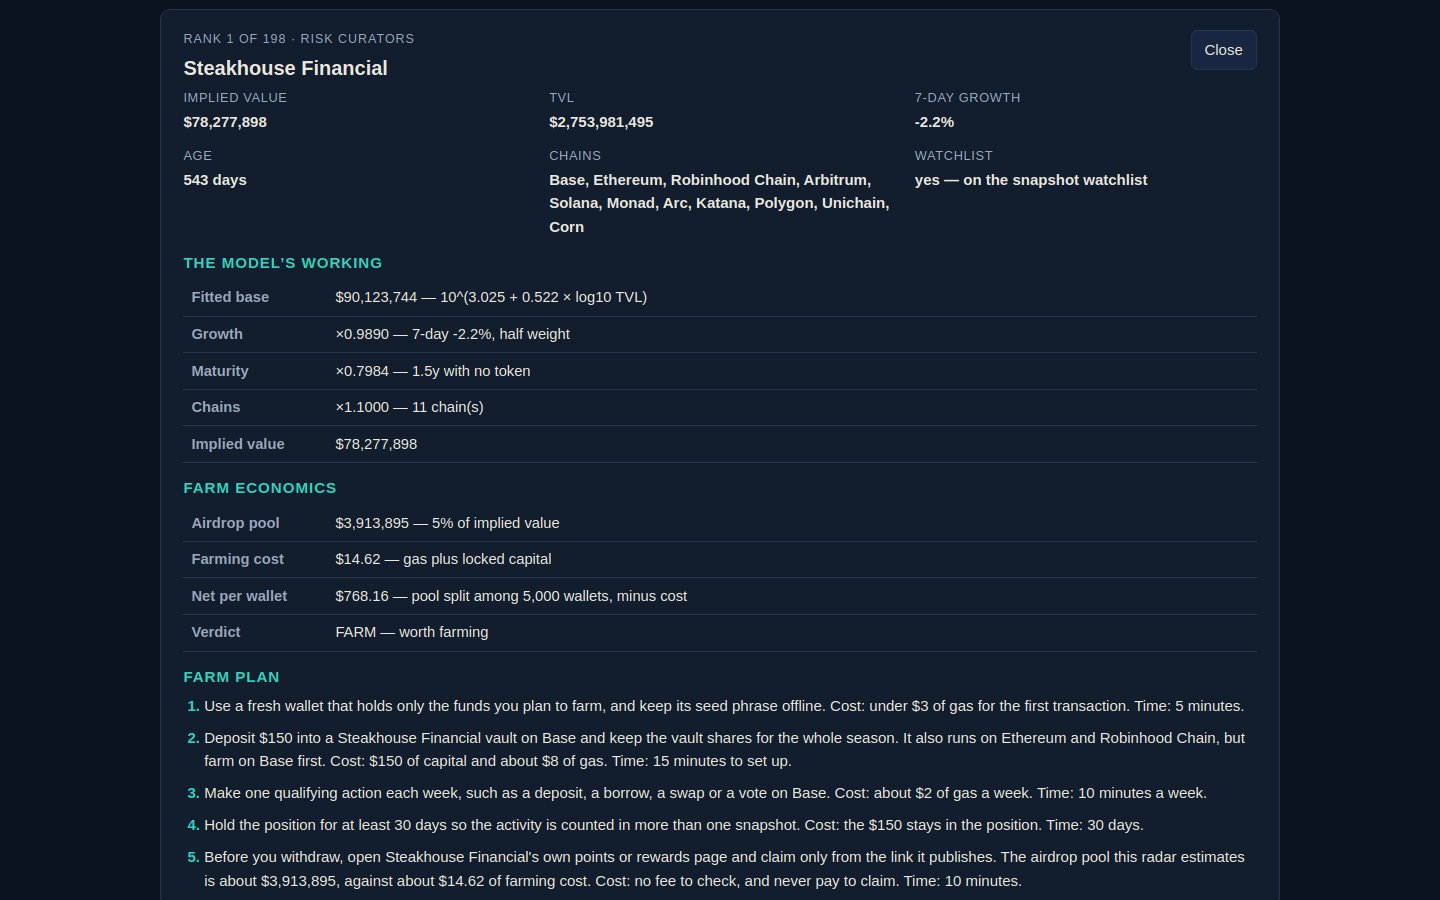 RANK 1 OF 198 · RISK CURATORS
Close
Steakhouse Financial
IMPLIED VALUE
$78,277,898
TVL
$2,753,981,495
7-DAY GROWTH
-2.2%
AGE
543 days
CHAINS
Base, Ethereum, Robinhood Chain, Arbitrum,
Solana, Monad, Arc, Katana, Polygon, Unichain,
Corn
WATCHLIST
yes — on the snapshot watchlist
THE MODEL’S WORKING
Fitted base $90,123,744 — 10^(3.025 + 0.522 × log10 TVL)
Growth ×0.9890 — 7-day -2.2%, half weight
Maturity ×0.7984 — 1.5y with no token
Chains ×1.1000 — 11 chain(s)
Implied value $78,277,898
FARM ECONOMICS
Airdrop pool $3,913,895 — 5% of implied value
Farming cost $14.62 — gas plus locked capital
Net per wallet $768.16 — pool split among 5,000 wallets, minus cost
Verdict FARM — worth farming
FARM PLAN
1. Use a fresh wallet that holds only the funds you plan to farm, and keep its seed phrase offline. Cost: under $3 of gas for the first transaction. Time: 5 minutes.
2. Deposit $150 into a Steakhouse Financial vault on Base and keep the vault shares for the whole season. It also runs on Ethereum and Robinhood Chain, but
farm on Base first. Cost: $150 of capital and about $8 of gas. Time: 15 minutes to set up.
3. Make one qualifying action each week, such as a deposit, a borrow, a swap or a vote on Base. Cost: about $2 of gas a week. Time: 10 minutes a week.
4. Hold the position for at least 30 days so the activity is counted in more than one snapshot. Cost: the $150 stays in the position. Time: 30 days.
5. Before you withdraw, open Steakhouse Financial's own points or rewards page and claim only from the link it publishes. The airdrop pool this radar estimates
is about $3,913,895, against about $14.62 of farming cost. Cost: no fee to check, and never pay to claim. Time: 10 minutes.